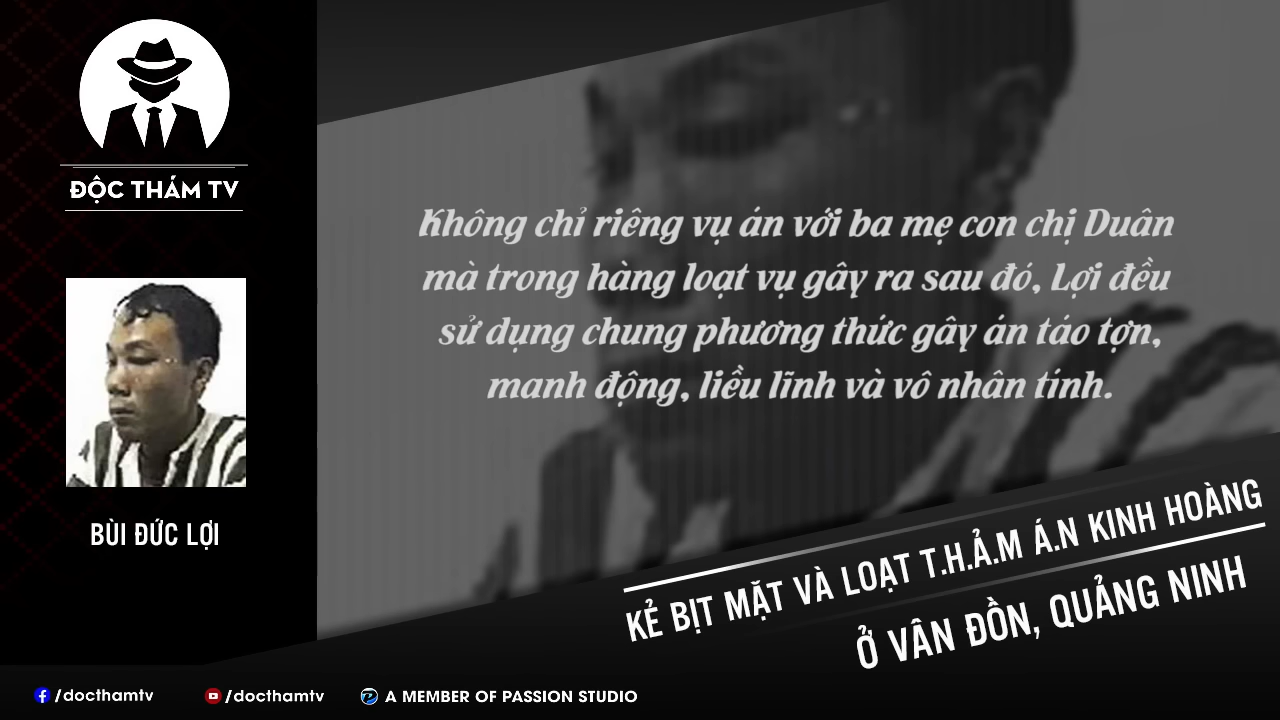 ĐỘC THÁM TV
BÙI ĐỨC LỢI
Không chỉ riêng vụ án với ba mẹ con chị Duân
mà trong hàng loạt vụ gây ra sau đó, Lợi đều
sử dụng chung phương thức gây án táo tợn,
manh động, liều lĩnh và vô nhân tính.
KẺ BỊT MẶT VÀ LOẠT T.H.Ả.M Á.N KINH HOÀNG
Ở VÂN ĐỒN, QUẢNG NINH
/docthamtv
/docthamtv
A MEMBER OF PASSION STUDIO